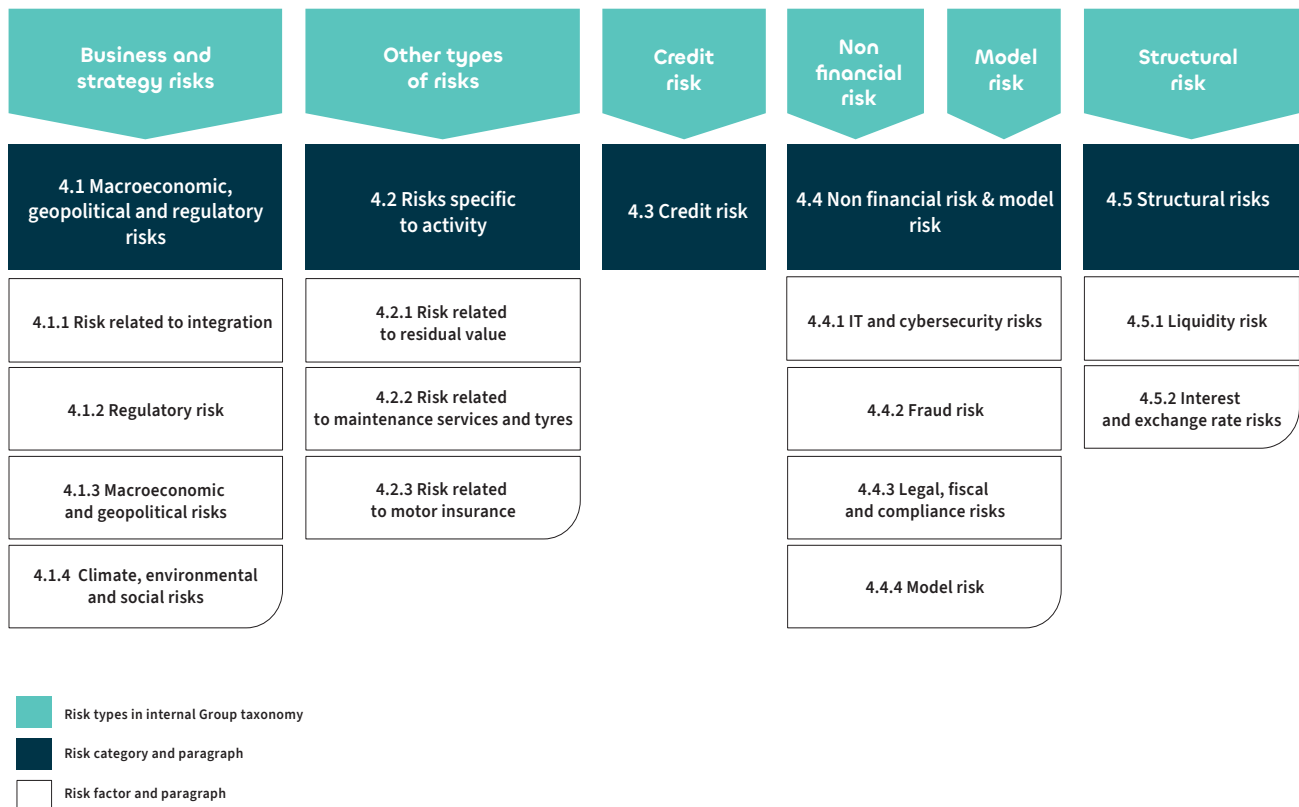 Business and
strategy risks
Other types
of risks
Credit
risk
Non
financial
risk
Model
risk
Structural
risk
4.1 Macroeconomic,
geopolitical and regulatory
risks
4.2 Risks specific
to activity
4.3 Credit risk
4.4 Non financial risk & model
risk
4.5 Structural risks
4.1.1 Risk related to integration
4.1.2 Regulatory risk
4.1.3 Macroeconomic
and geopolitical risks
4.1.4 Climate, environmental
and social risks
4.2.1 Risk related
to residual value
4.2.2 Risk related
to maintenance services and tyres
4.2.3 Risk related
to motor insurance
4.4.1 IT and cybersecurity risks
4.4.2 Fraud risk
4.4.3 Legal, fiscal
and compliance risks
4.4.4 Model risk
4.5.1 Liquidity risk
4.5.2 Interest
and exchange rate risks
Risk types in internal Group taxonomy
Risk category and paragraph
Risk factor and paragraph